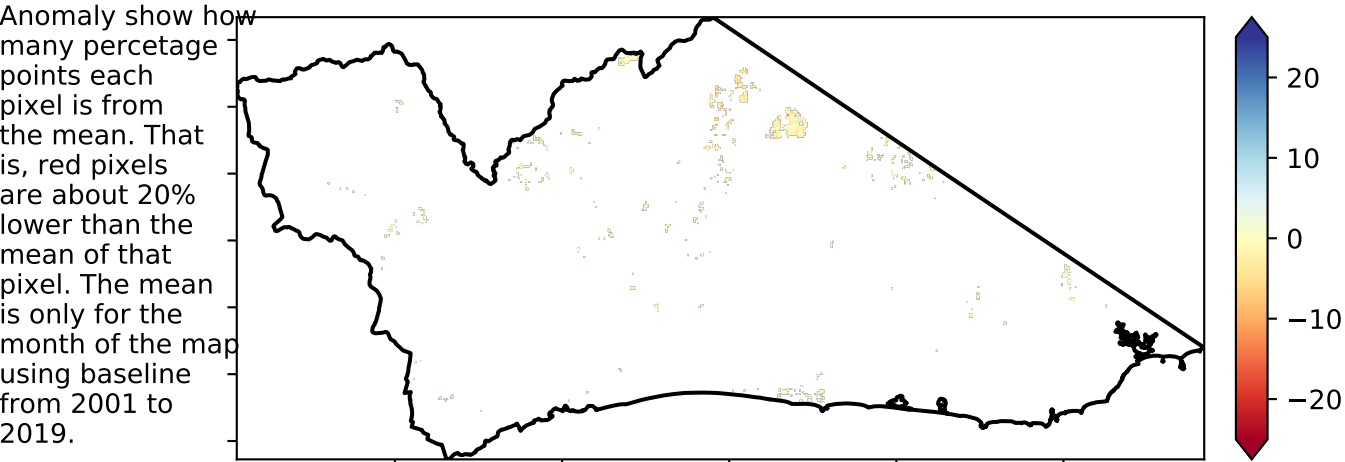 Anomaly show how
many percetage
points each
pixel is from
the mean. That
is, red pixels
are about 20%
lower than the
mean of that
pixel. The mean
is only for the
month of the map
using baseline
from 2001 to
2019.
20
10
0
−10
−20